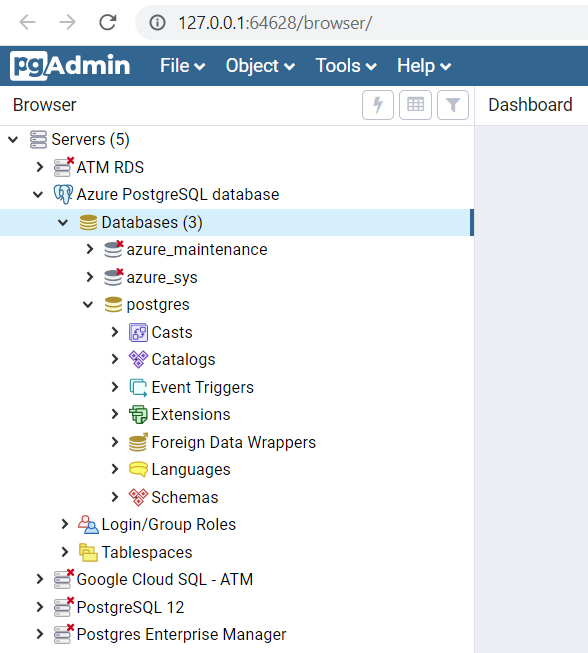 127.0.0.1:64628/browser/
pgAdmin File Object Tools Help
Browser Dashboard
Servers (5)
ATM RDS
Azure PostgreSQL database
Databases (3)
azure_maintenance
azure_sys
postgres
Casts
Catalogs
Event Triggers
Extensions
Foreign Data Wrappers
Languages
Schemas
Login/Group Roles
Tablespaces
Google Cloud SQL - ATM
PostgreSQL 12
Postgres Enterprise Manager